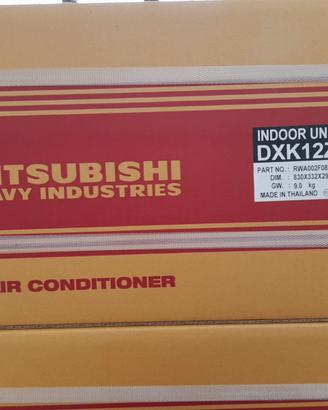 ITSUBISHI
AVY INDUSTRIES
INDOOR UN
DXK12Z
PART NO. : RWA002F08
DIM. : 830X332X29
GW. : 9.0 kg
MADE IN THAILAND
IR CONDITIONER